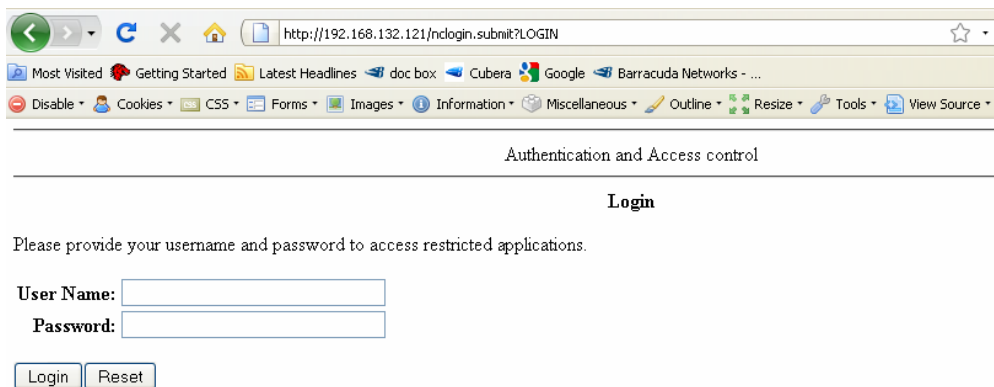 http://192.168.132.121/nclogin.submit?LOGIN
Most Visited Getting Started Latest Headlines doc box Cubera Google Barracuda Networks - ...
Disable Cookies CSS Forms Images Information Miscellaneous Outline Resize Tools View Source
Authentication and Access control
Login
Please provide your username and password to access restricted applications.
User Name:
Password:
Login Reset